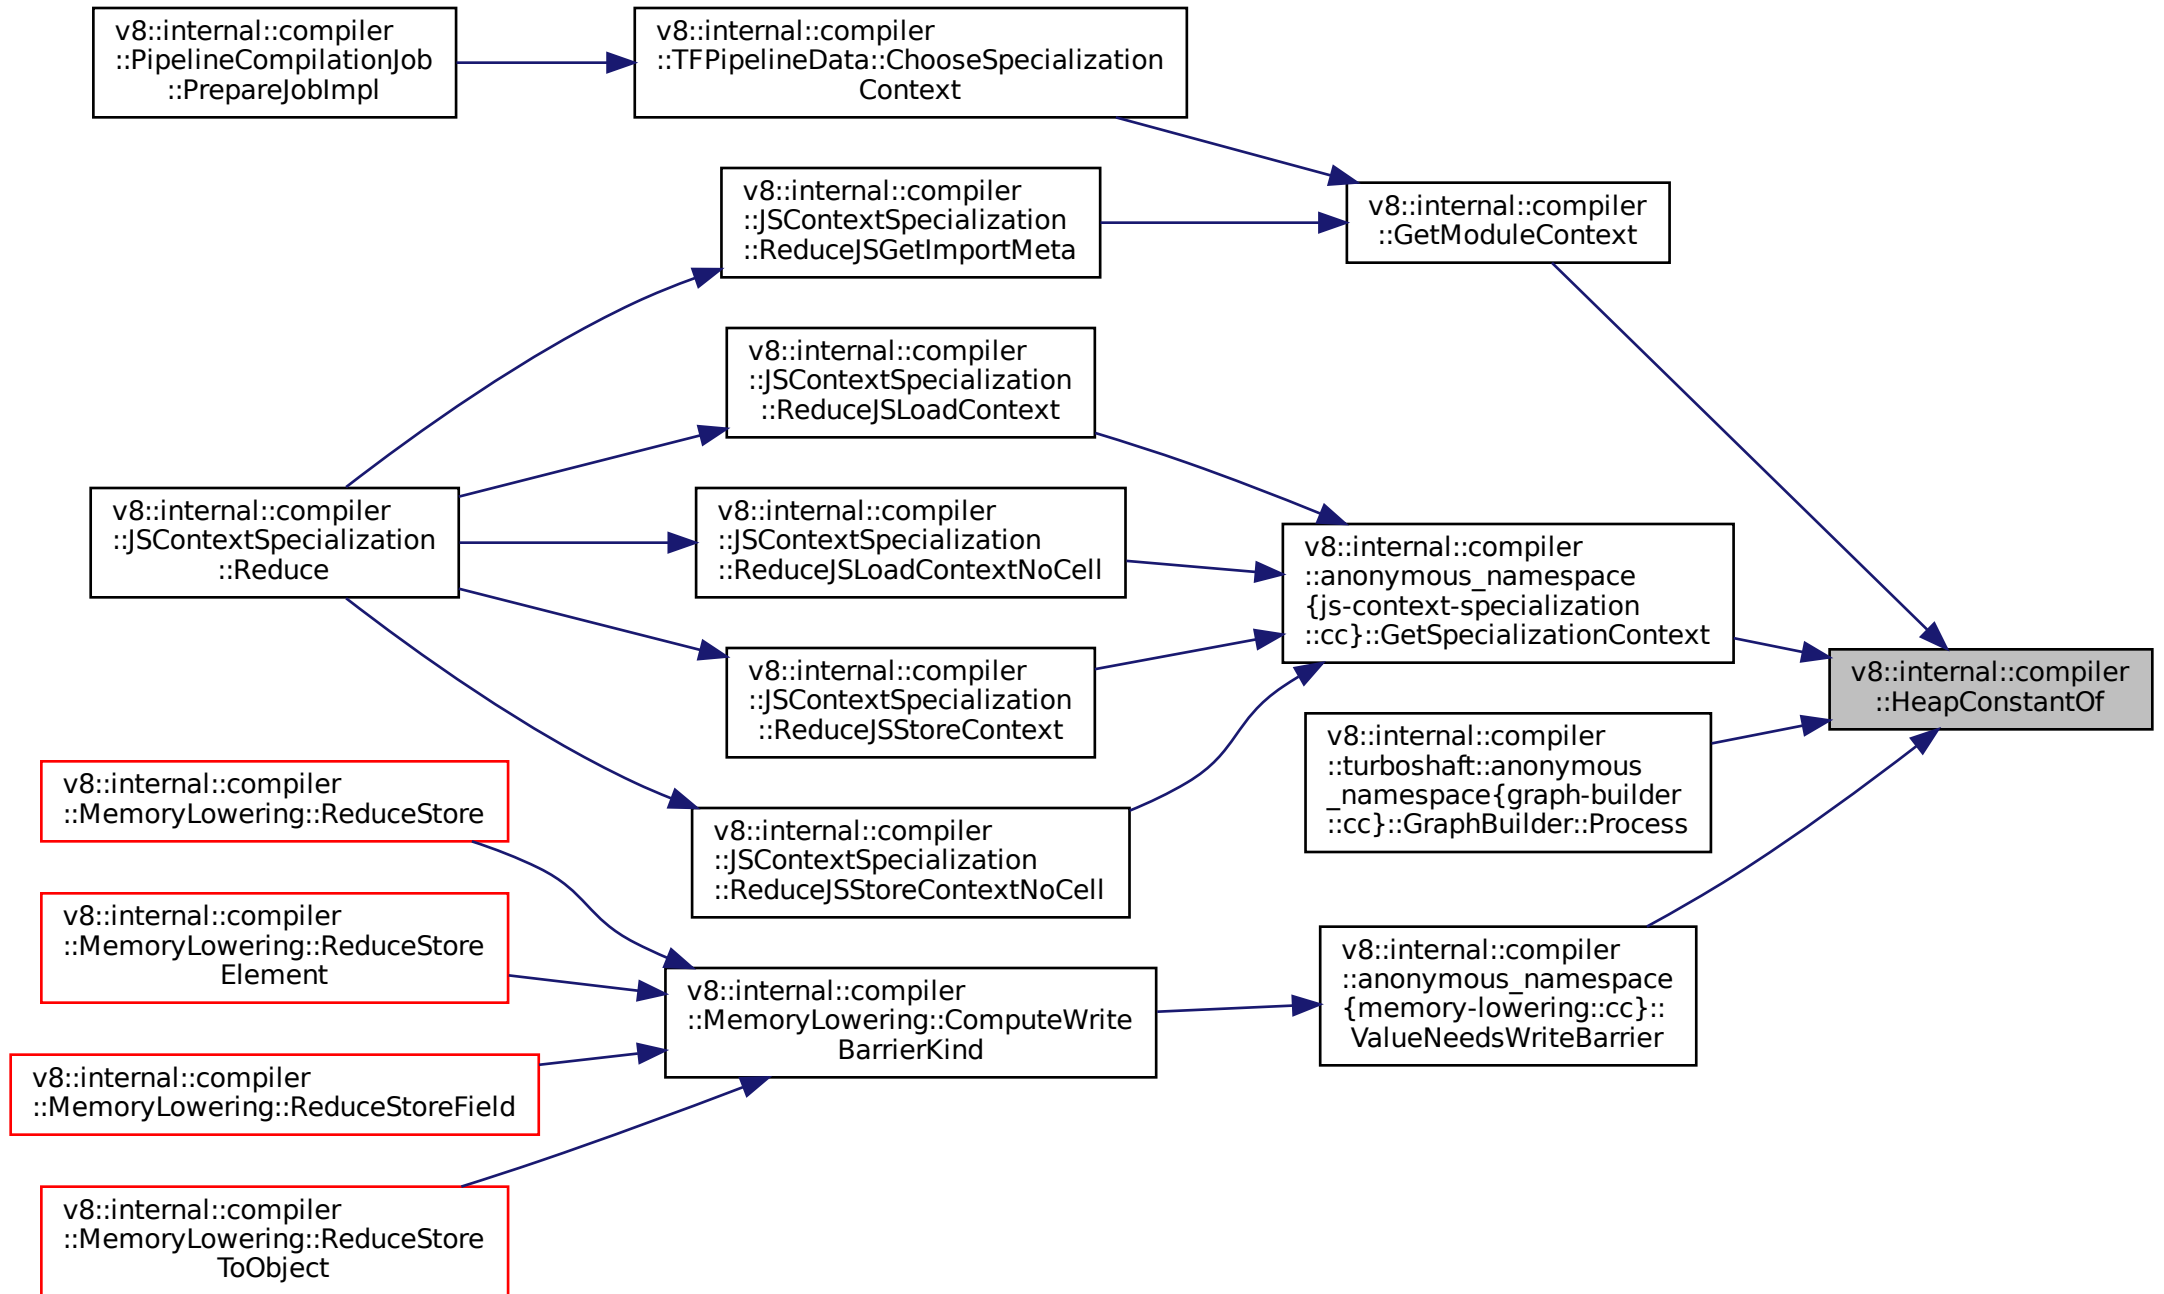 v8::internal::compiler
::PipelineCompilationJob
::PrepareJobImpl
v8::internal::compiler
::TFPipelineData::ChooseSpecialization
Context
v8::internal::compiler
::JSContextSpecialization
::ReduceJSGetImportMeta
v8::internal::compiler
::GetModuleContext
v8::internal::compiler
::JSContextSpecialization
::ReduceJSLoadContext
v8::internal::compiler
::JSContextSpecialization
::Reduce
v8::internal::compiler
::JSContextSpecialization
::ReduceJSLoadContextNoCell
v8::internal::compiler
::anonymous_namespace
{js-context-specialization
::cc}::GetSpecializationContext
v8::internal::compiler
::HeapConstantOf
v8::internal::compiler
::JSContextSpecialization
::ReduceJSStoreContext
v8::internal::compiler
::turboshaft::anonymous
_namespace{graph-builder
::cc}::GraphBuilder::Process
v8::internal::compiler
::MemoryLowering::ReduceStore
v8::internal::compiler
::JSContextSpecialization
::ReduceJSStoreContextNoCell
v8::internal::compiler
::MemoryLowering::ReduceStore
Element
v8::internal::compiler
::anonymous_namespace
{memory-lowering::cc}::
ValueNeedsWriteBarrier
v8::internal::compiler
::MemoryLowering::ComputeWrite
BarrierKind
v8::internal::compiler
::MemoryLowering::ReduceStoreField
v8::internal::compiler
::MemoryLowering::ReduceStore
ToObject